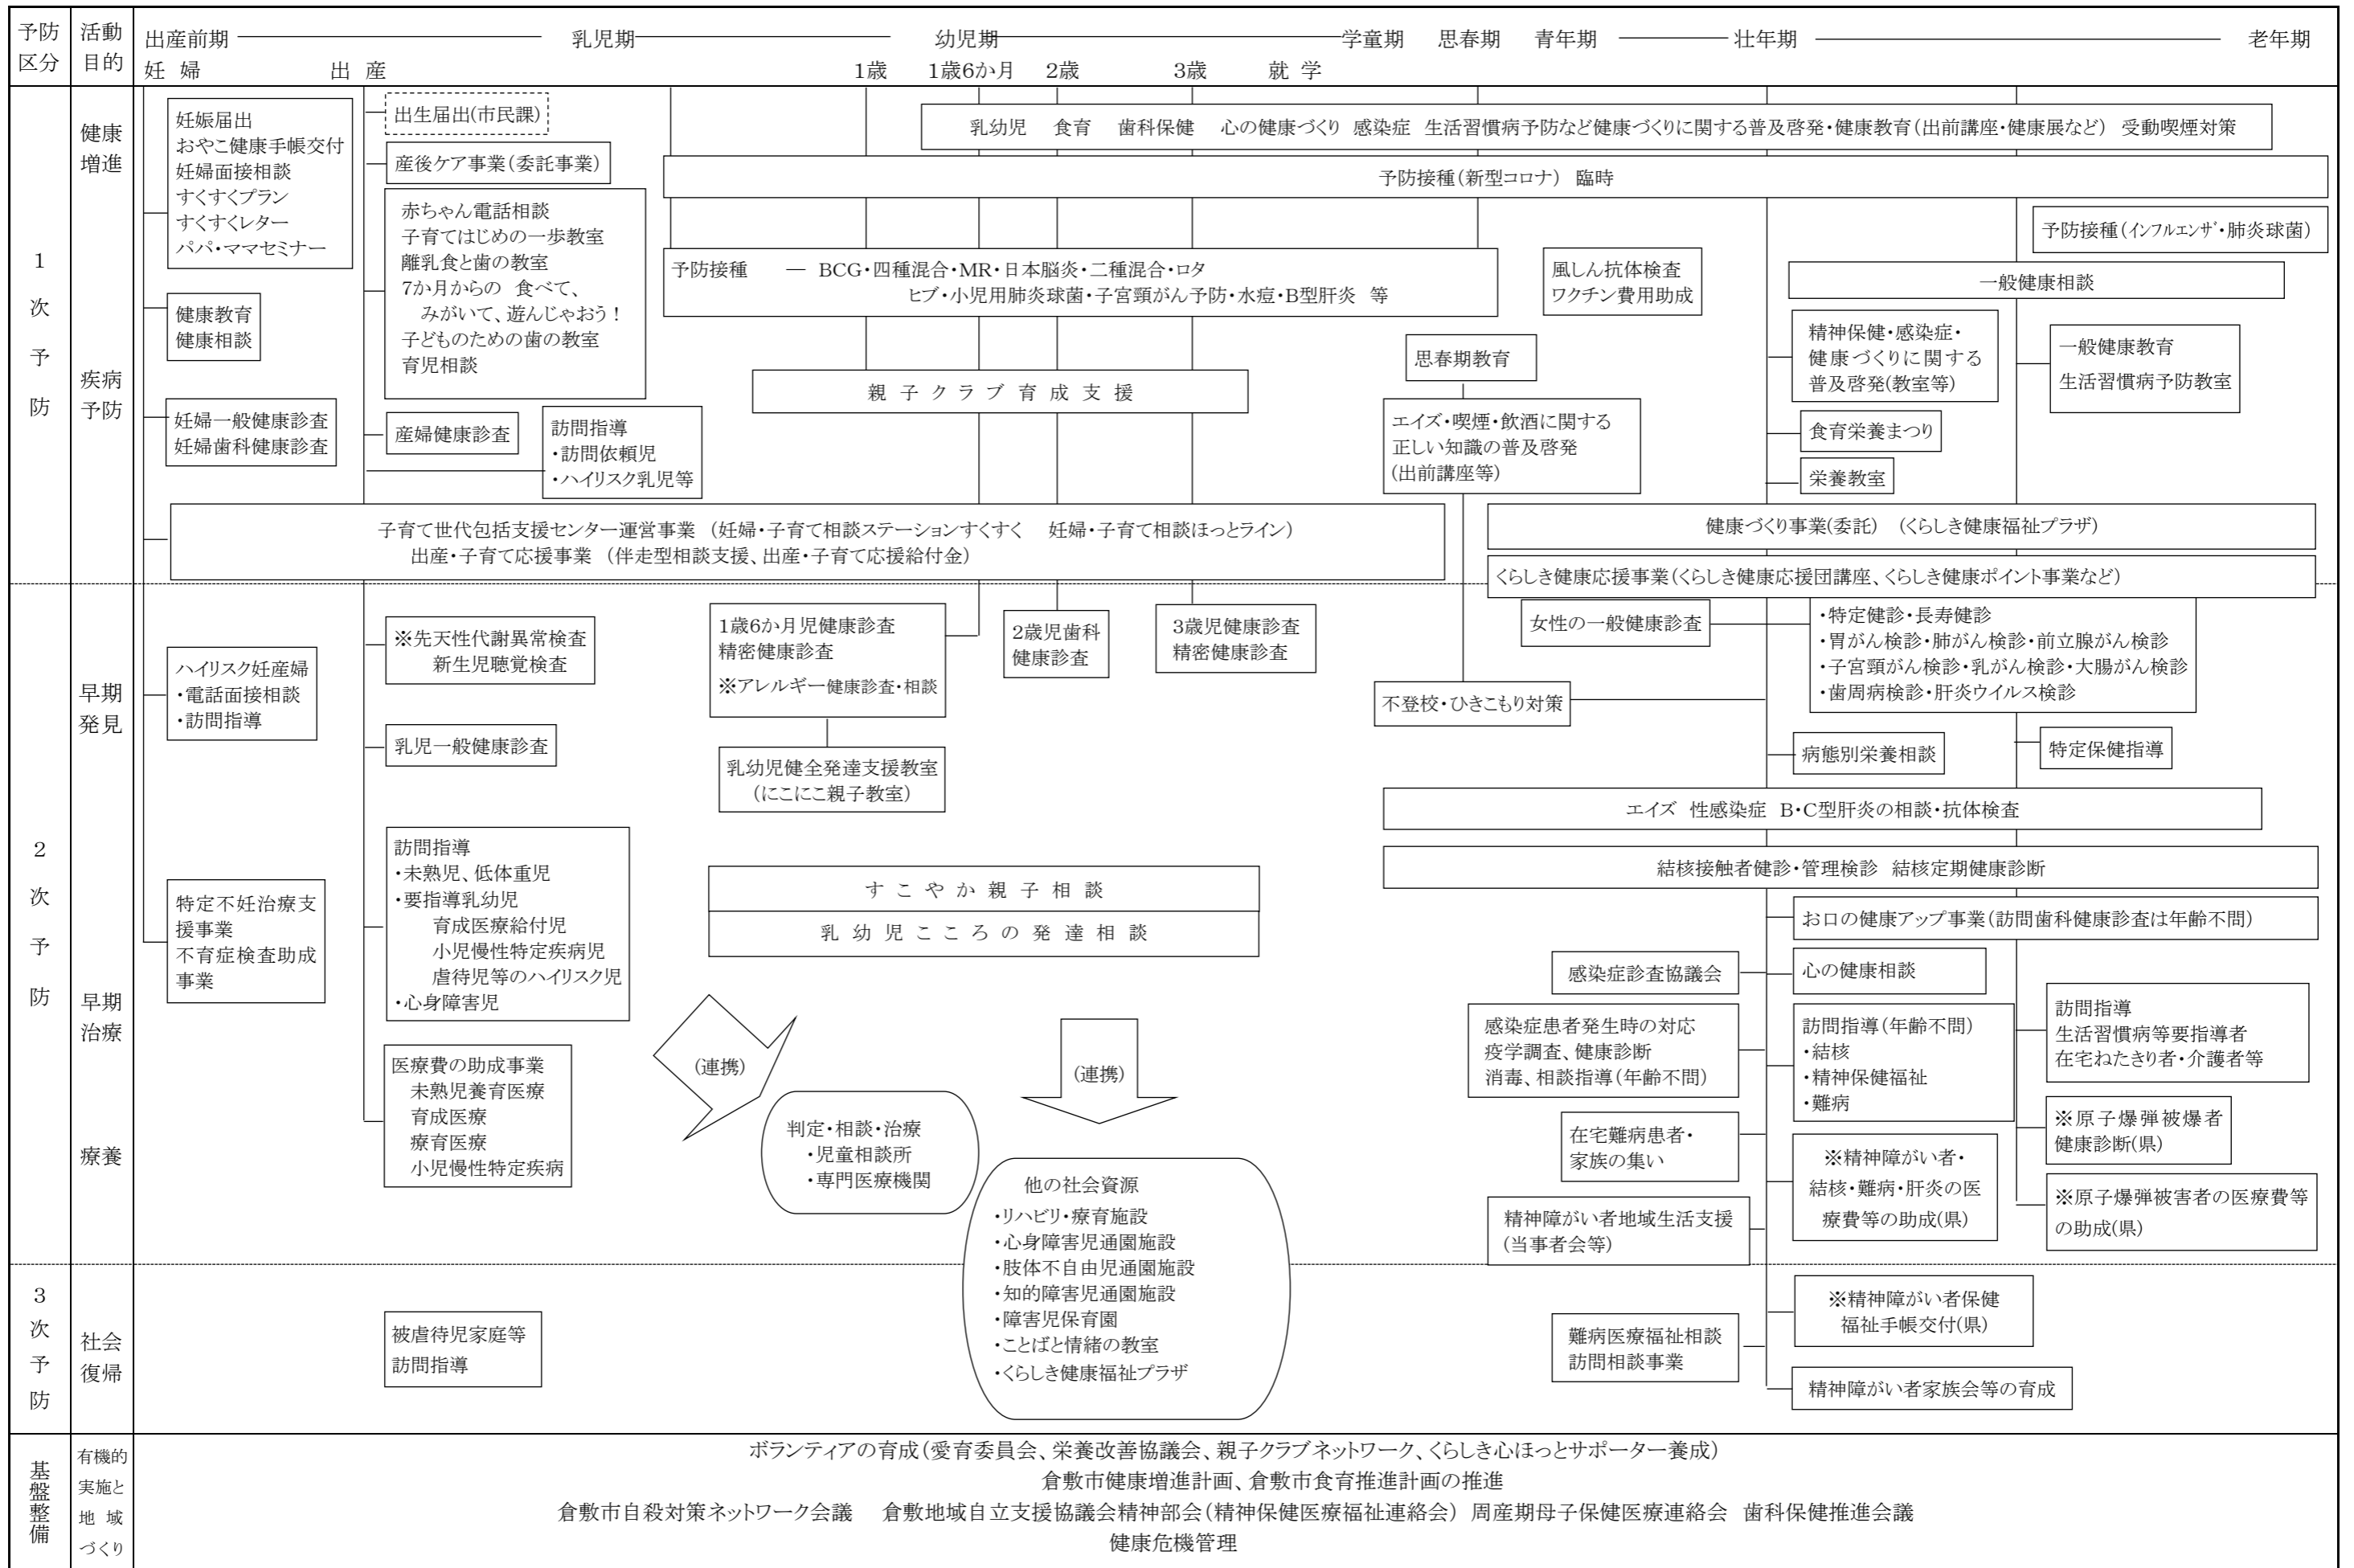 予防区分
活動目的
出産前期 乳児期 幼児期 学童期 思春期 青年期 壮年期 老年期
妊婦 出産 1歳 1歳6か月 2歳 3歳 就学
1次予防
健康増進
妊娠届出
おやこ健康手帳交付
妊婦面接相談
すくすくプラン
すくすくレター
パパ・ママセミナー
出生届出(市民課)
産後ケア事業(委託事業)
乳幼児 食育 歯科保健 心の健康づくり 感染症 生活習慣病予防など健康づくりに関する普及啓発・健康教育(出前講座・健康展など) 受動喫煙対策
予防接種(新型コロナ) 臨時
赤ちゃん電話相談
子育てはじめの一歩教室
離乳食と歯の教室
7か月からの 食べて、
みがいて、遊んじゃおう!
子どものための歯の教室
育児相談
予防接種(インフルエンザ・肺炎球菌)
予防接種 ― BCG・四種混合・MR・日本脳炎・二種混合・ロタ
ヒブ・小児用肺炎球菌・子宮頸がん予防・水痘・B型肝炎 等
風しん抗体検査
ワクチン費用助成
一般健康相談
健康教育
健康相談
疾病予防
思春期教育
精神保健・感染症・
健康づくりに関する
普及啓発(教室等)
一般健康教育
生活習慣病予防教室
親子クラブ育成支援
妊婦一般健康診査
妊婦歯科健康診査
産婦健康診査
訪問指導
・訪問依頼児
・ハイリスク乳児等
エイズ・喫煙・飲酒に関する
正しい知識の普及啓発
(出前講座等)
食育栄養まつり
栄養教室
子育て世代包括支援センター運営事業 (妊婦・子育て相談ステーションすくすく 妊婦・子育て相談ほっとライン)
出産・子育て応援事業 (伴走型相談支援、出産・子育て応援給付金)
健康づくり事業(委託) (くらしき健康福祉プラザ)
くらしき健康応援事業(くらしき健康応援団講座、くらしき健康ポイント事業など)
2次予防
早期発見
ハイリスク妊産婦
・電話面接相談
・訪問指導
※先天性代謝異常検査
新生児聴覚検査
乳児一般健康診査
1歳6か月児健康診査
精密健康診査
※アレルギー健康診査・相談
乳幼児健全発達支援教室
(にこにこ親子教室)
2歳児歯科
健康診査
3歳児健康診査
精密健康診査
女性の一般健康診査
・特定健診・長寿健診
・胃がん検診・肺がん検診・前立腺がん検診
・子宮頸がん検診・乳がん検診・大腸がん検診
・歯周病検診・肝炎ウイルス検診
不登校・ひきこもり対策
病態別栄養相談
特定保健指導
エイズ 性感染症 B・C型肝炎の相談・抗体検査
結核接触者健診・管理検診 結核定期健康診断
特定不妊治療支
援事業
不育症検査助成
事業
訪問指導
・未熟児、低体重児
・要指導乳幼児
育成医療給付児
小児慢性特定疾病児
虐待児等のハイリスク児
・心身障害児
すこやか親子相談
乳幼児こころの発達相談
お口の健康アップ事業(訪問歯科健康診査は年齢不問)
早期治療
感染症診査協議会
心の健康相談
感染症患者発生時の対応
疫学調査、健康診断
消毒、相談指導(年齢不問)
訪問指導(年齢不問)
・結核
・精神保健福祉
・難病
訪問指導
生活習慣病等要指導者
在宅ねたきり者・介護者等
医療費の助成事業
未熟児養育医療
育成医療
療育医療
小児慢性特定疾病
(連携)
(連携)
療養
判定・相談・治療
・児童相談所
・専門医療機関
在宅難病患者・
家族の集い
※精神障がい者・
結核・難病・肝炎の医
療費等の助成(県)
※原子爆弾被爆者
健康診断(県)
※原子爆弾被害者の医療費等
の助成(県)
精神障がい者地域生活支援
(当事者会等)
他の社会資源
・リハビリ・療育施設
・心身障害児通園施設
・肢体不自由児通園施設
・知的障害児通園施設
・障害児保育園
・ことばと情緒の教室
・くらしき健康福祉プラザ
3次予防
社会復帰
被虐待児家庭等
訪問指導
難病医療福祉相談
訪問相談事業
※精神障がい者保健
福祉手帳交付(県)
精神障がい者家族会等の育成
基盤整備
有機的
実施と
地域
づくり
ボランティアの育成(愛育委員会、栄養改善協議会、親子クラブネットワーク、くらしき心ほっとサポーター養成)
倉敷市健康増進計画、倉敷市食育推進計画の推進
倉敷市自殺対策ネットワーク会議 倉敷地域自立支援協議会精神部会(精神保健医療福祉連絡会) 周産期母子保健医療連絡会 歯科保健推進会議
健康危機管理